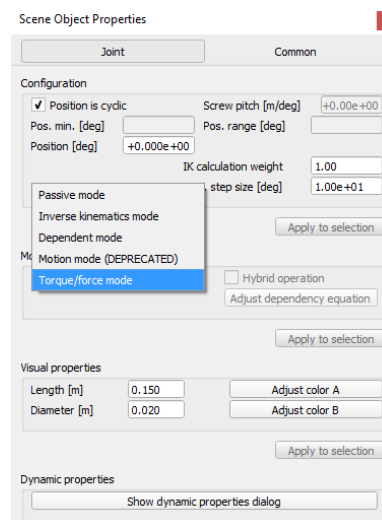 Scene Object Properties
Joint Common
Configuration
Position is cyclic Screw pitch [m/deg] +0.00e+00
Pos. min. [deg] Pos. range [deg]
Position [deg] +0.000e+00
IK calculation weight 1.00
step size [deg] 1.00e+01
Passive mode
Inverse kinematics mode
Apply to selection
Dependent mode
Motion mode (DEPRECATED)
Torque/force mode Hybrid operation
Adjust dependency equation
Apply to selection
Visual properties
Length [m] 0.150 Adjust color A
Diameter [m] 0.020 Adjust color B
Apply to selection
Dynamic properties
Show dynamic properties dialog